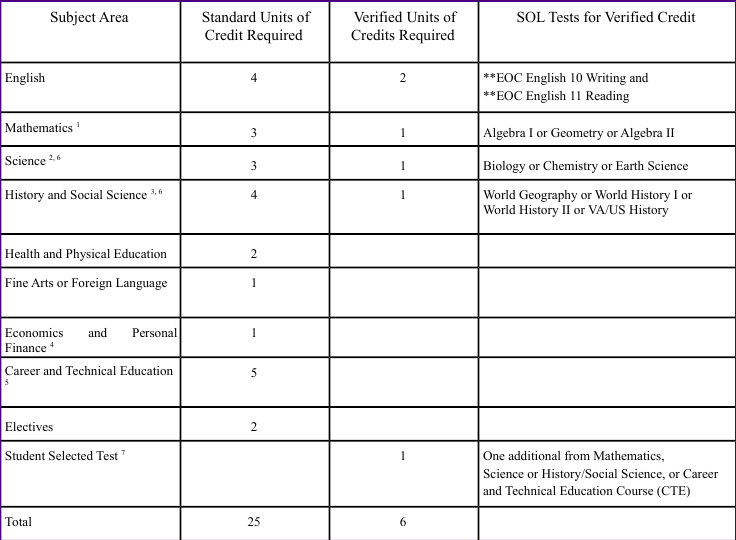 Subject Area Standard Units of Verified Units of SOL Tests for Verified Credit
Credit Required Credits Required
English 4 2 **EOC English 10 Writing and
**EOC English 11 Reading
Mathematics 1 3 1 Algebra I or Geometry or Algebra II
Science 2, 6 3 1 Biology or Chemistry or Earth Science
History and Social Science 3, 6 4 1 World Geography or World History I or
World History II or VA/US History
Health and Physical Education 2
Fine Arts or Foreign Language 1
Economics and Personal 1
Finance 4
Career and Technical Education 5
5
Electives 2
Student Selected Test 7 1 One additional from Mathematics,
Science or History/Social Science, or Career
and Technical Education Course (CTE)
Total 25 6